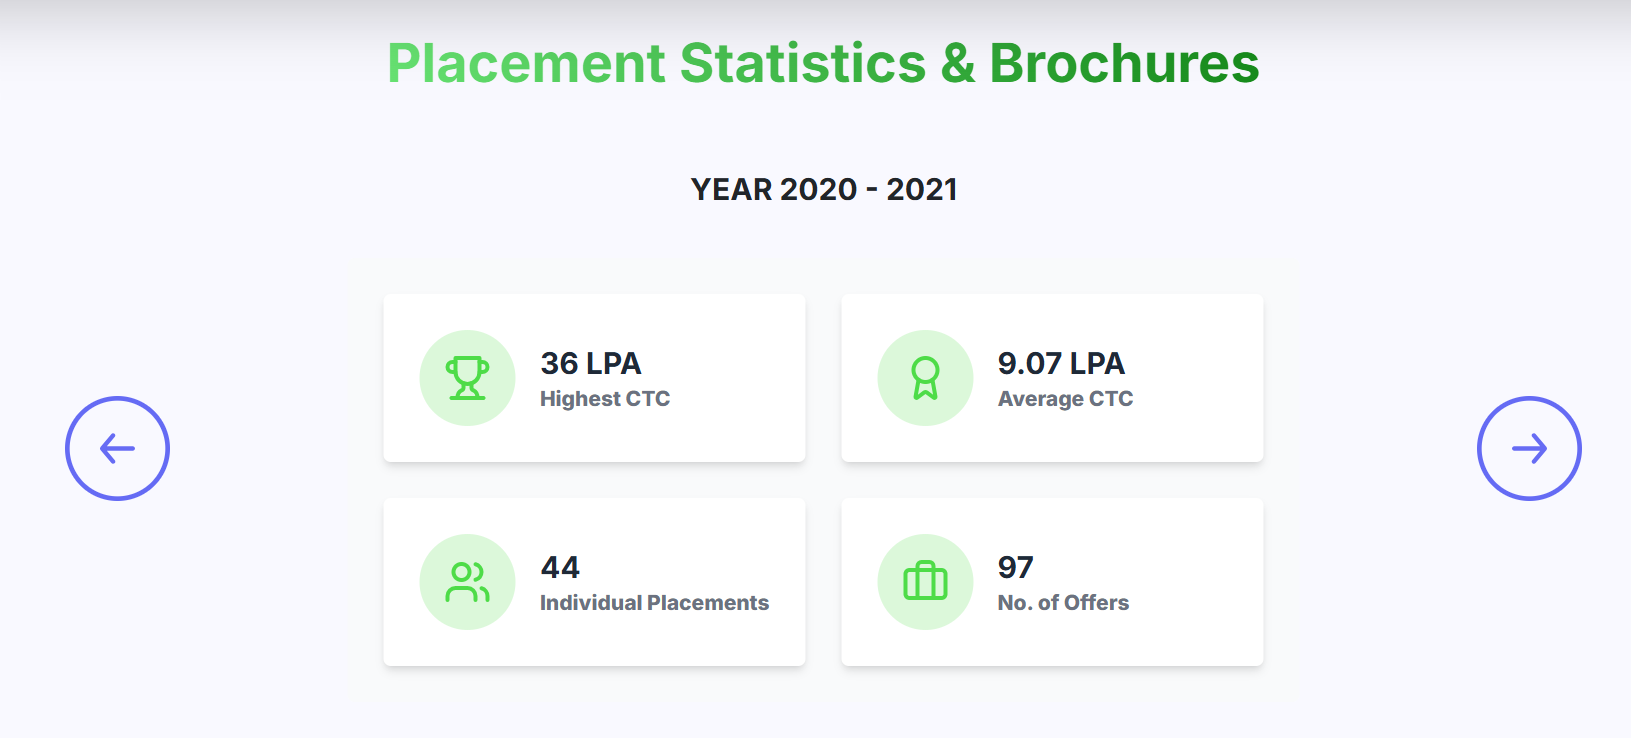 Placement Statistics & Brochures
YEAR 2020 - 2021
36 LPA
Highest CTC
9.07 LPA
Average CTC
44
Individual Placements
97
No. of Offers